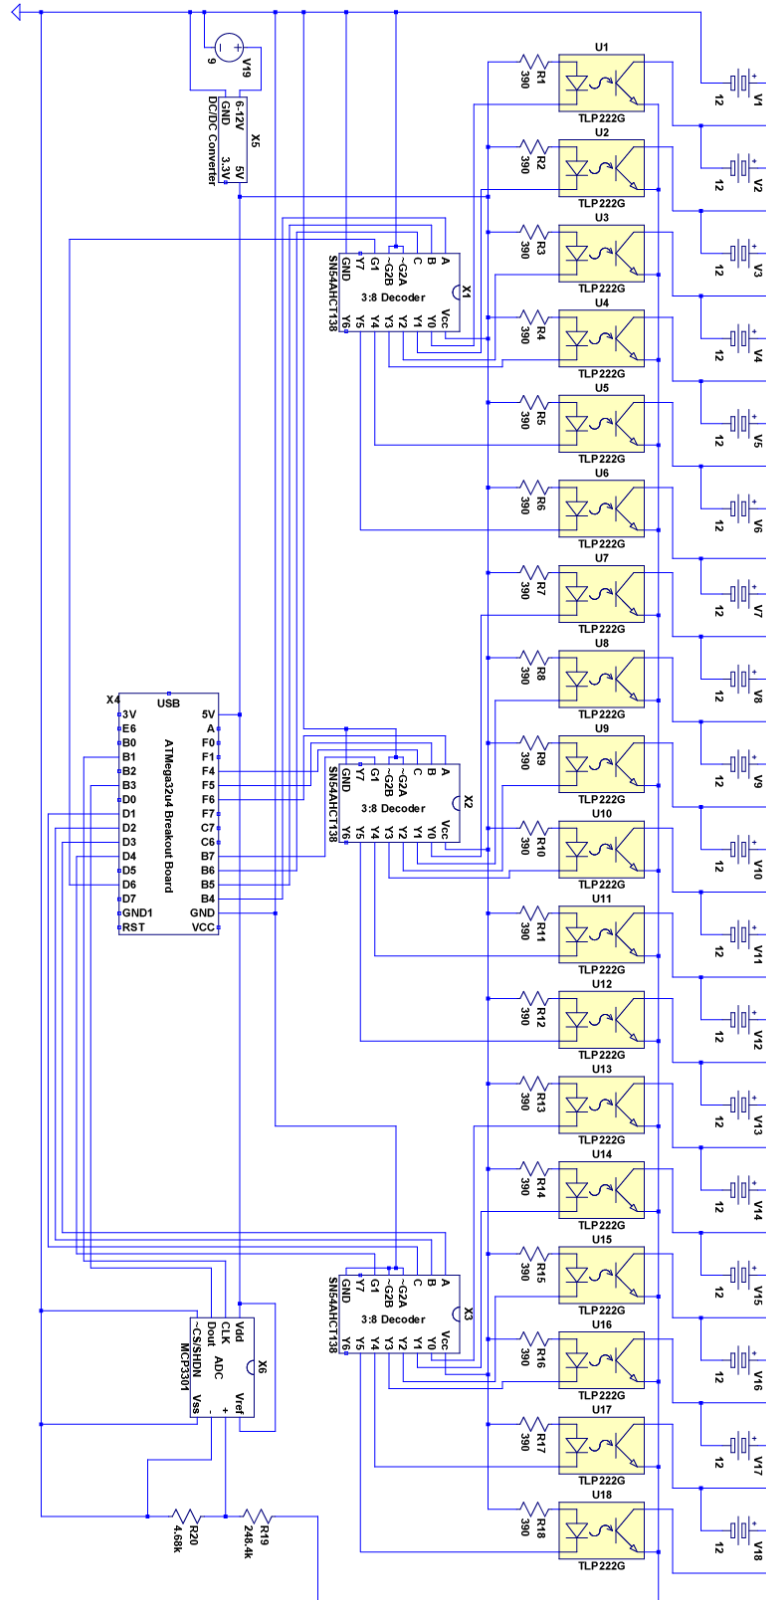 V19
9
X5
6-12V
GND
5V
3.3V
DC/DC Converter
U1
R1
390
TLP222G
V1
12
U2
R2
390
TLP222G
V2
12
U3
R3
390
TLP222G
V3
12
U4
R4
390
TLP222G
V4
12
U5
R5
390
TLP222G
V5
12
U6
R6
390
TLP222G
V6
12
U7
R7
390
TLP222G
V7
12
U8
R8
390
TLP222G
V8
12
U9
R9
390
TLP222G
V9
12
U10
R10
390
TLP222G
V10
12
U11
R11
390
TLP222G
V11
12
U12
R12
390
TLP222G
V12
12
U13
R13
390
TLP222G
V13
12
U14
R14
390
TLP222G
V14
12
U15
R15
390
TLP222G
V15
12
U16
R16
390
TLP222G
V16
12
U17
R17
390
TLP222G
V17
12
U18
R18
390
TLP222G
V18
12
X1
A
B
C
~G2A
~G2B
G1
Y7
GND
3:8 Decoder
Vcc
Y0
Y1
Y2
Y3
Y4
Y5
Y6
SN54AHCT138
X2
A
B
C
~G2A
~G2B
G1
Y7
GND
3:8 Decoder
Vcc
Y0
Y1
Y2
Y3
Y4
Y5
Y6
SN54AHCT138
X3
A
B
C
~G2A
~G2B
G1
Y7
GND
3:8 Decoder
Vcc
Y0
Y1
Y2
Y3
Y4
Y5
Y6
SN54AHCT138
X4
USB
3V
E6
B0
B1
B2
B3
D0
D1
D2
D3
D4
D5
D6
D7
GND1
RST
ATMega32u4 Breakout Board
5V
A
F0
F1
F4
F5
F6
F7
C7
C6
B7
B6
B5
B4
GND
VCC
X6
Vdd
CLK
Dout
~CS/SHDN
ADC
Vref
+
-
Vss
MCP3301
R20
4.68k
R19
248.4k